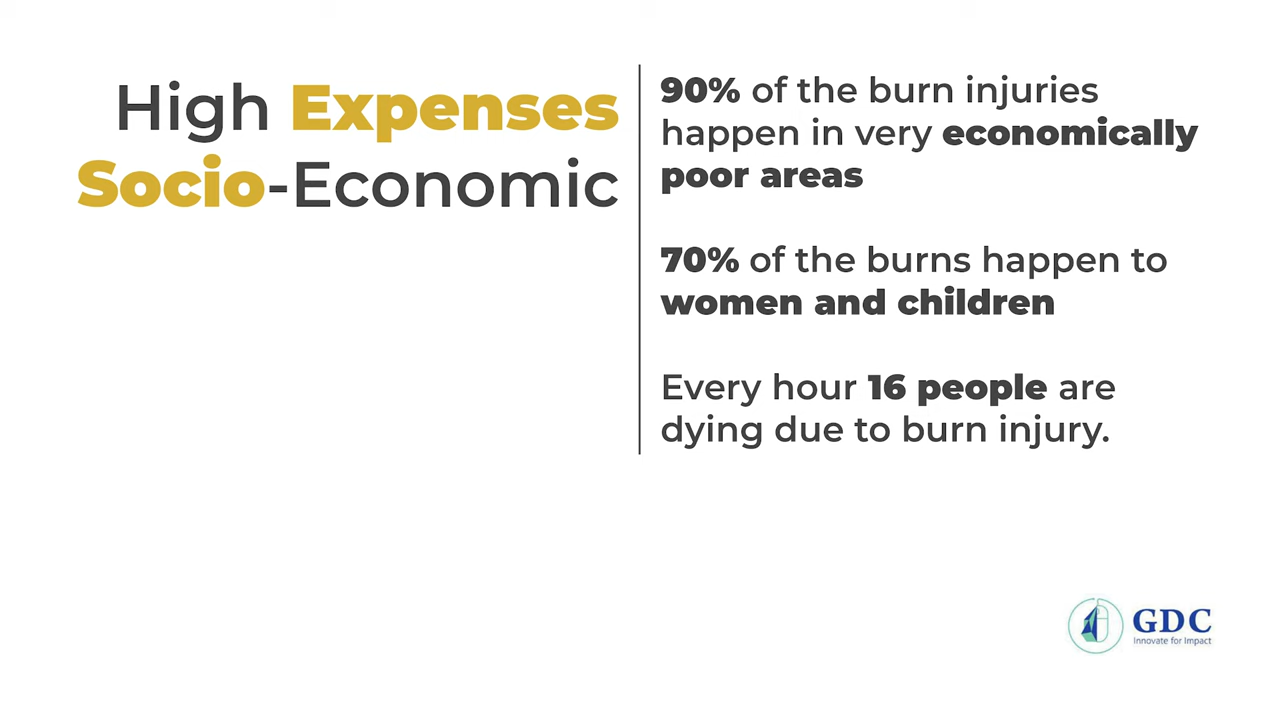 High Expenses
Socio-Economic
90% of the burn injuries
happen in very economically
poor areas
70% of the burns happen to
women and children
Every hour 16 people are
dying due to burn injury.
GDC
Innovate for Impact